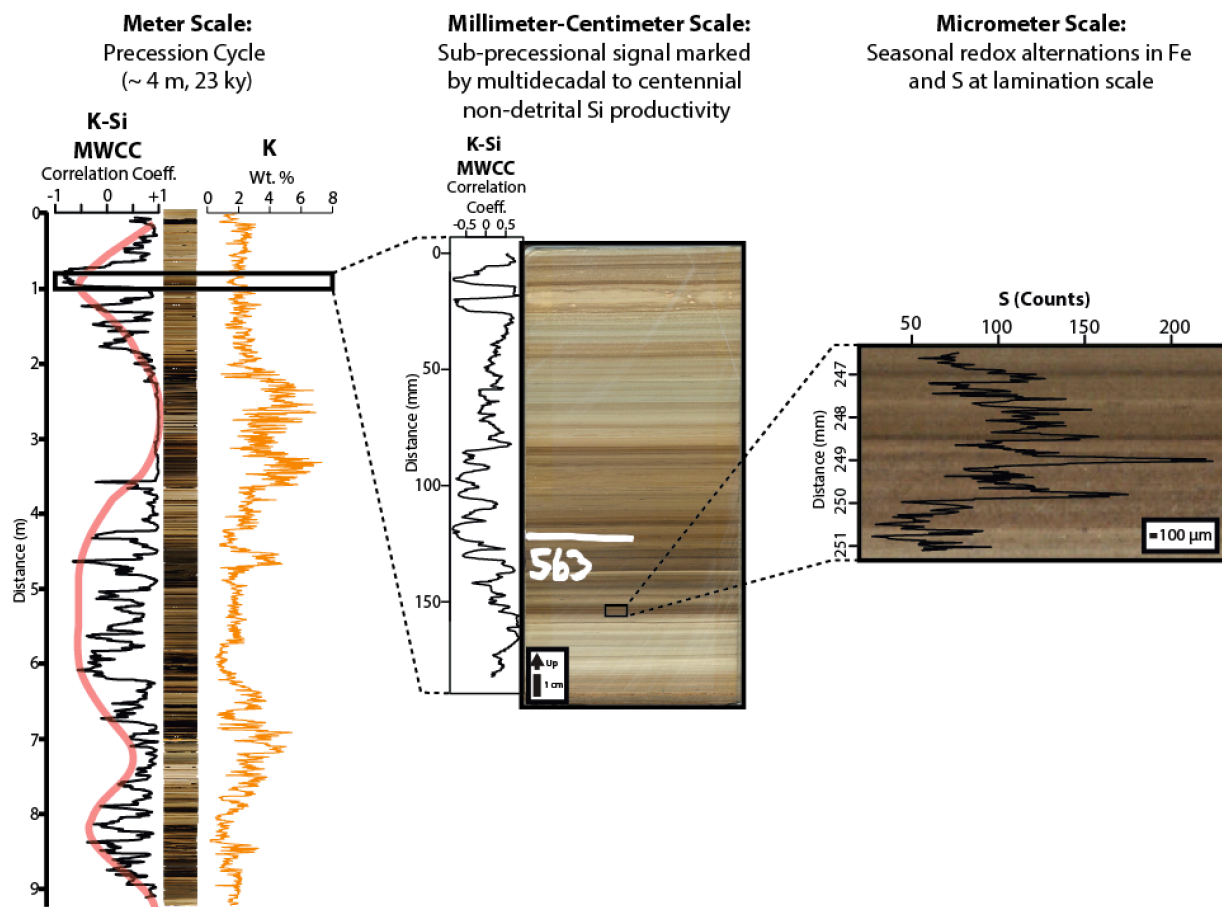 Meter Scale:
Precession Cycle
(~ 4 m, 23 ky)
K-Si
MWCC
Correlation Coeff.
-1 0 +1
K
Wt. %
0 2 4 6 8
Distance (m)
0
1
2
3
4
5
6
7
8
9
Millimeter-Centimeter Scale:
Sub-precessional signal marked
by multidecadal to centennial
non-detrital Si productivity
K-Si
MWCC
Correlation
Coeff.
-0.5 0 0.5
Distance (mm)
0
50
100
150
563
Up
1 cm
Micrometer Scale:
Seasonal redox alternations in Fe
and S at lamination scale
S (Counts)
50 100 150 200
Distance (mm)
247
248
249
250
251
100 µm